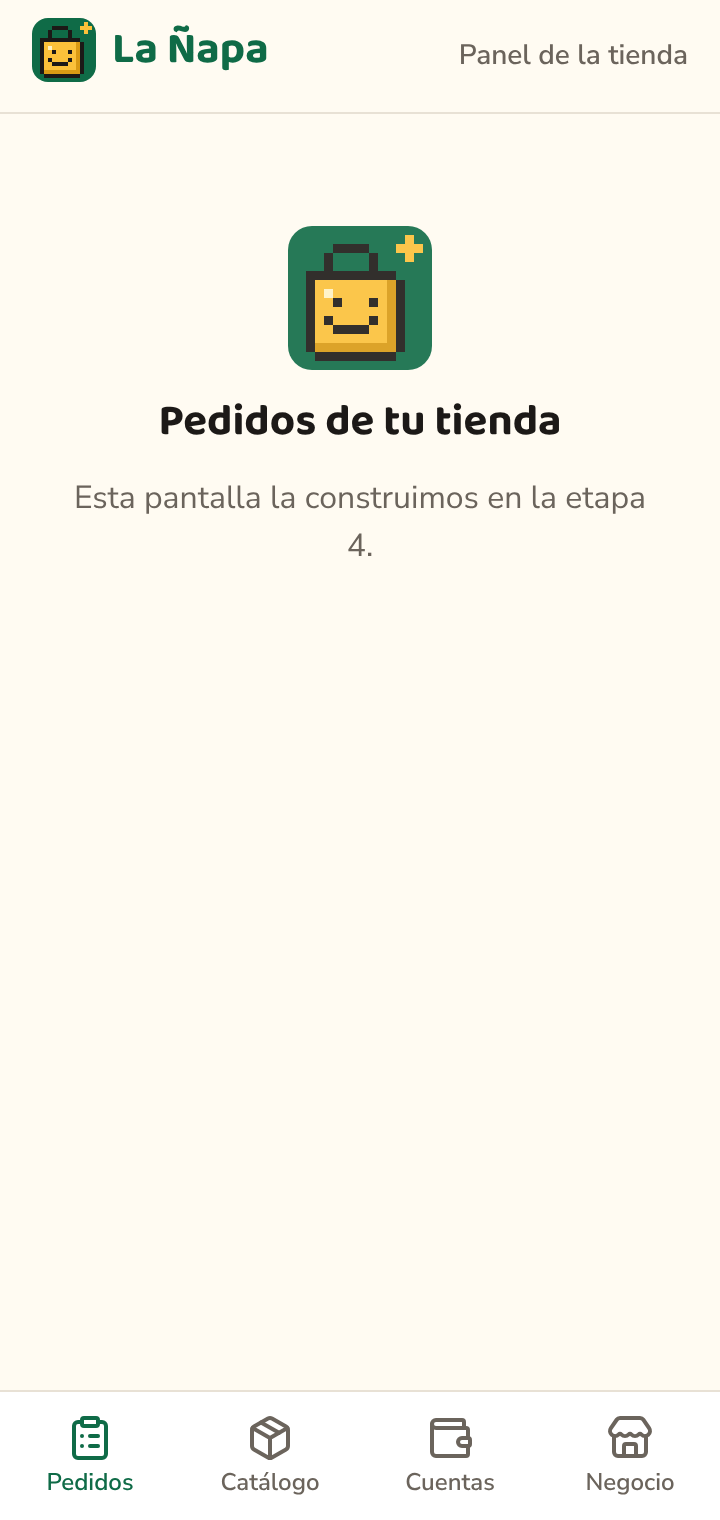 La Ñapa
Panel de la tienda
Pedidos de tu tienda
Esta pantalla la construimos en la etapa
4.
Pedidos
Catálogo
Cuentas
Negocio